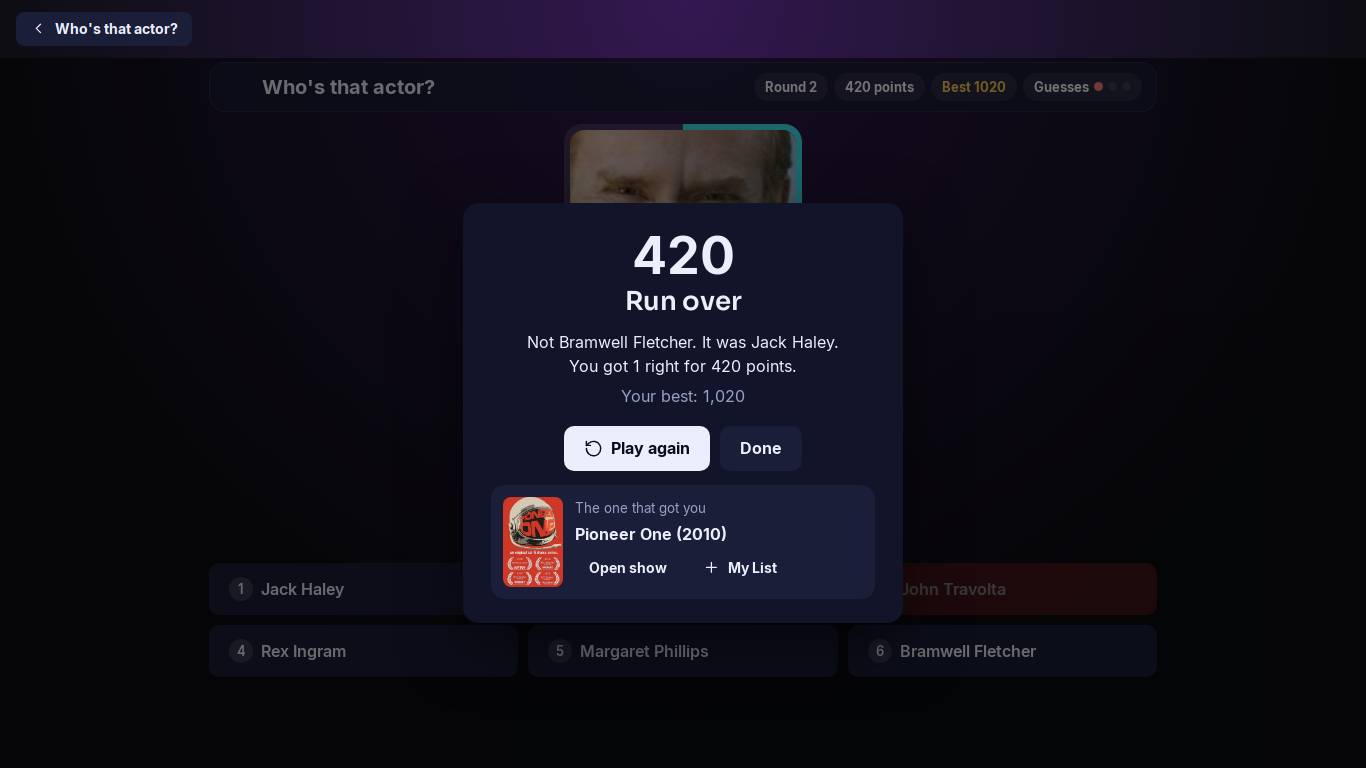 Who's that actor?
Who's that actor?
Round 2
420 points
Best 1020
Guesses
420
Run over
Not Bramwell Fletcher. It was Jack Haley.
You got 1 right for 420 points.
Your best: 1,020
Play again
Done
The one that got you
Pioneer One (2010)
Open show
My List
1 Jack Haley
John Travolta
4 Rex Ingram
5 Margaret Phillips
6 Bramwell Fletcher